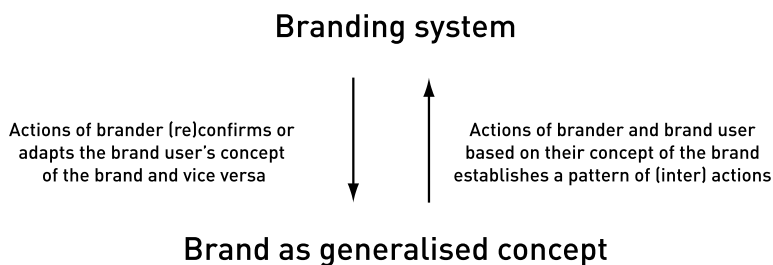 Branding system
Actions of brander (re)confirms or
adapts the brand user's concept
of the brand and vice versa
Actions of brander and brand user
based on their concept of the brand
establishes a pattern of (inter) actions
Brand as generalised concept